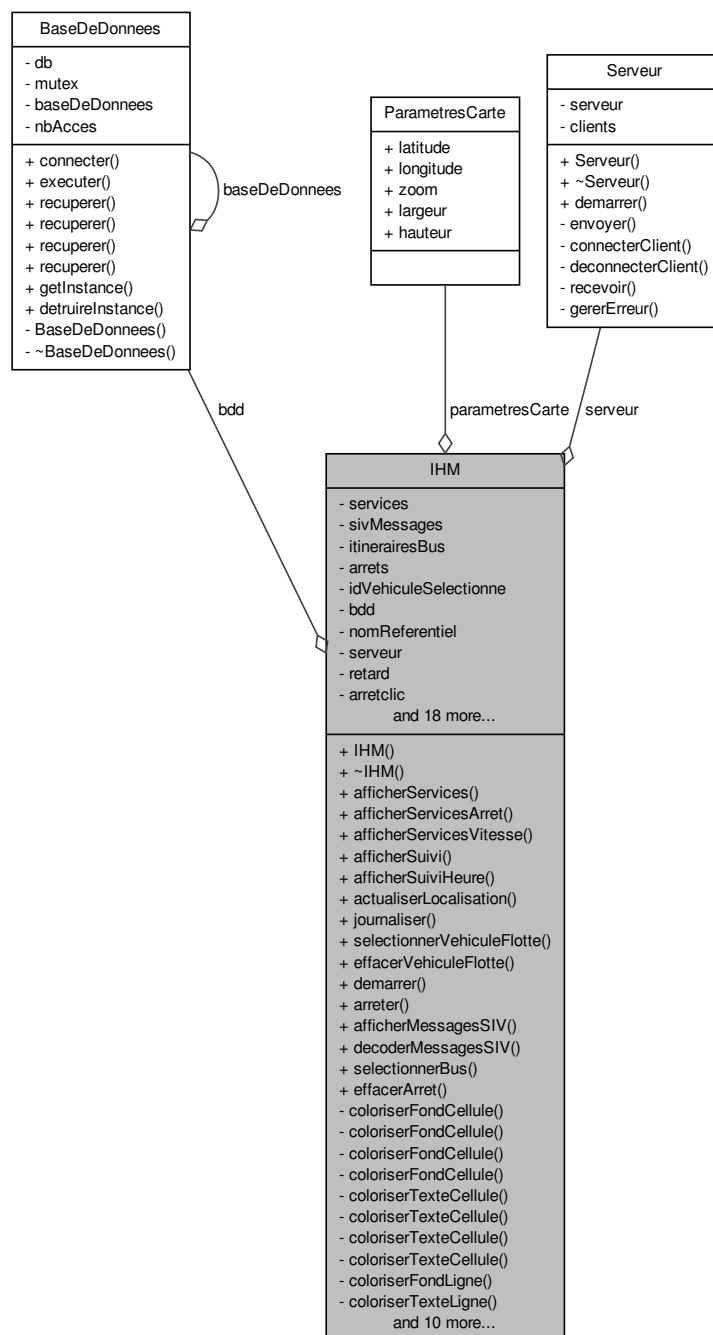 BaseDeDonnees
- db
- mutex
- baseDeDonnees
- nbAcces
+ connecter()
+ executer()
+ recuperer()
+ recuperer()
+ recuperer()
+ recuperer()
+ getInstance()
+ detruireInstance()
- BaseDeDonnees()
- ~BaseDeDonnees()
baseDeDonnees
ParametresCarte
+ latitude
+ longitude
+ zoom
+ largeur
+ hauteur
Serveur
- serveur
- clients
+ Serveur()
+ ~Serveur()
+ demarrer()
- envoyer()
- connecterClient()
- deconnecterClient()
- recevoir()
- gererErreur()
bdd
parametresCarte
serveur
IHM
- services
- sivMessages
- itinerairesBus
- arrets
- idVehiculeSelectionne
- bdd
- nomReferentiel
- serveur
- retard
- arretclic
and 18 more...
+ IHM()
+ ~IHM()
+ afficherServices()
+ afficherServicesArret()
+ afficherServicesVitesse()
+ afficherSuivi()
+ afficherSuiviHeure()
+ actualiserLocalisation()
+ journaliser()
+ selectionnerVehiculeFlotte()
+ effacerVehiculeFlotte()
+ demarrer()
+ arreter()
+ afficherMessagesSIV()
+ decoderMessagesSIV()
+ selectionnerBus()
+ effacerArret()
- coloriserFondCellule()
- coloriserFondCellule()
- coloriserFondCellule()
- coloriserFondCellule()
- coloriserTexteCellule()
- coloriserTexteCellule()
- coloriserTexteCellule()
- coloriserTexteCellule()
- coloriserFondLigne()
- coloriserTexteLigne()
and 10 more...